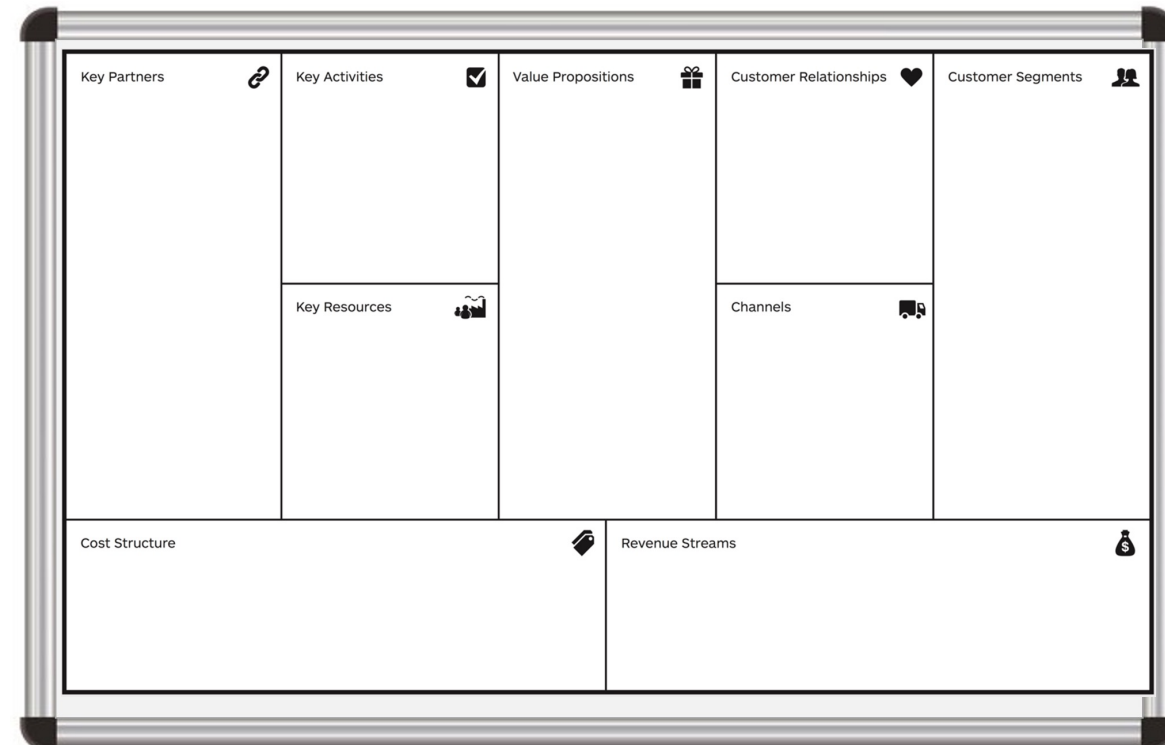 Key Partners
Key Activities
Value Propositions
Customer Relationships
Customer Segments
Key Resources
Channels
Cost Structure
Revenue Streams
$